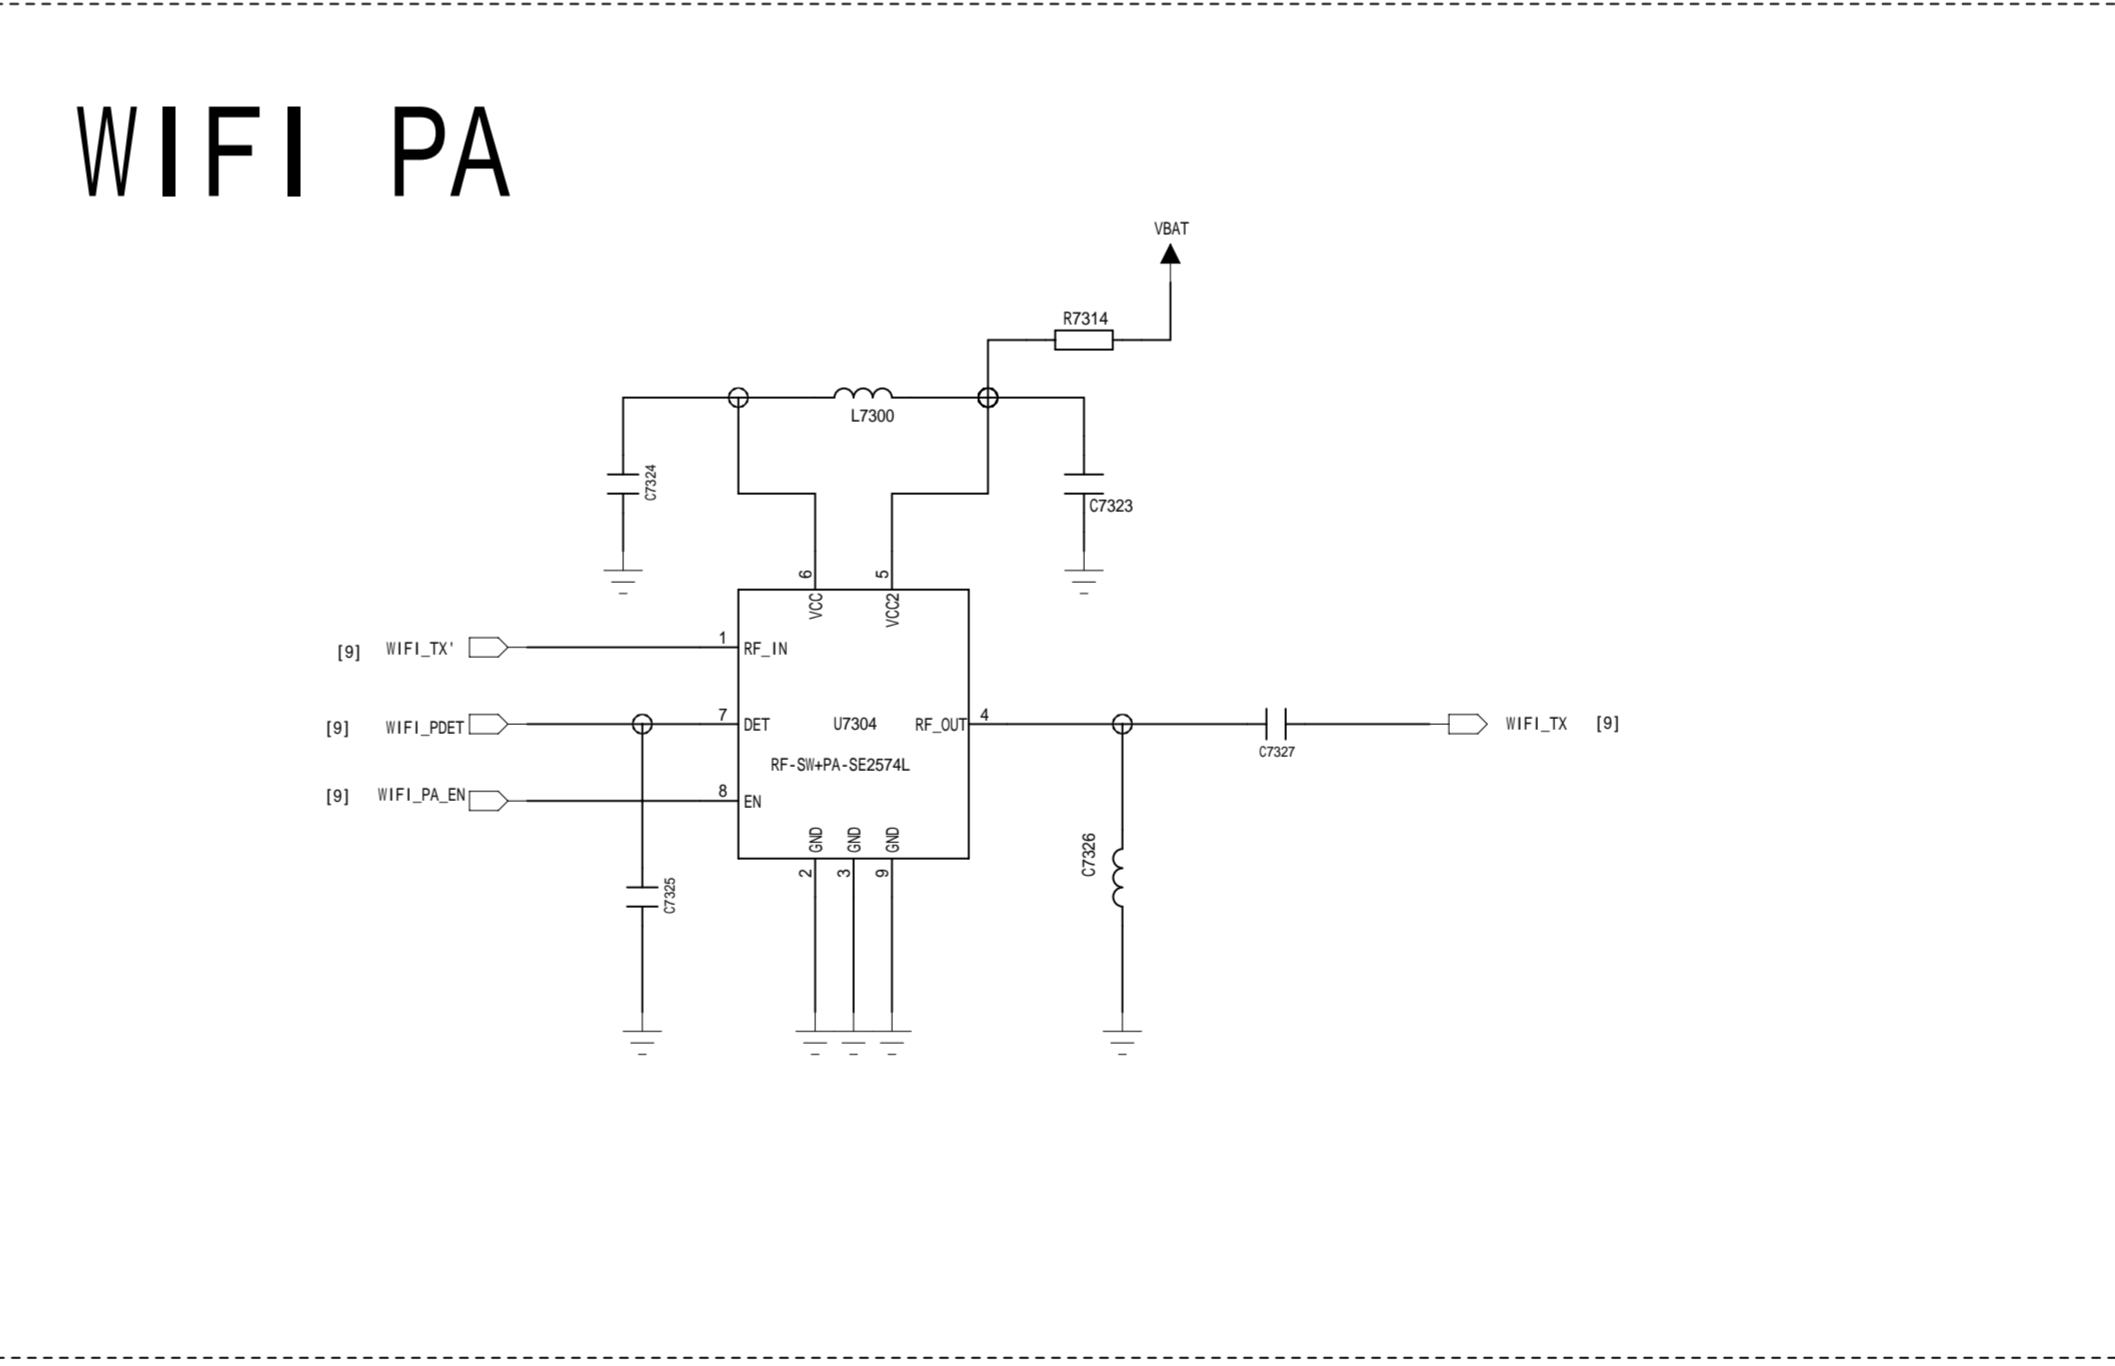 WIFI PA
VBAT
R7314
L7300
C7324
C7323
6
5
VCC
VCC2
[9] WIFI_TX' 1 RF_IN
[9] WIFI_PDET 7 DET U7304 RF_OUT 4 WIFI_TX [9]
C7327
RF-SW+PA-SE2574L
[9] WIFI_PA_EN 8 EN
GND GND GND
C7326
2 3 9
C7325